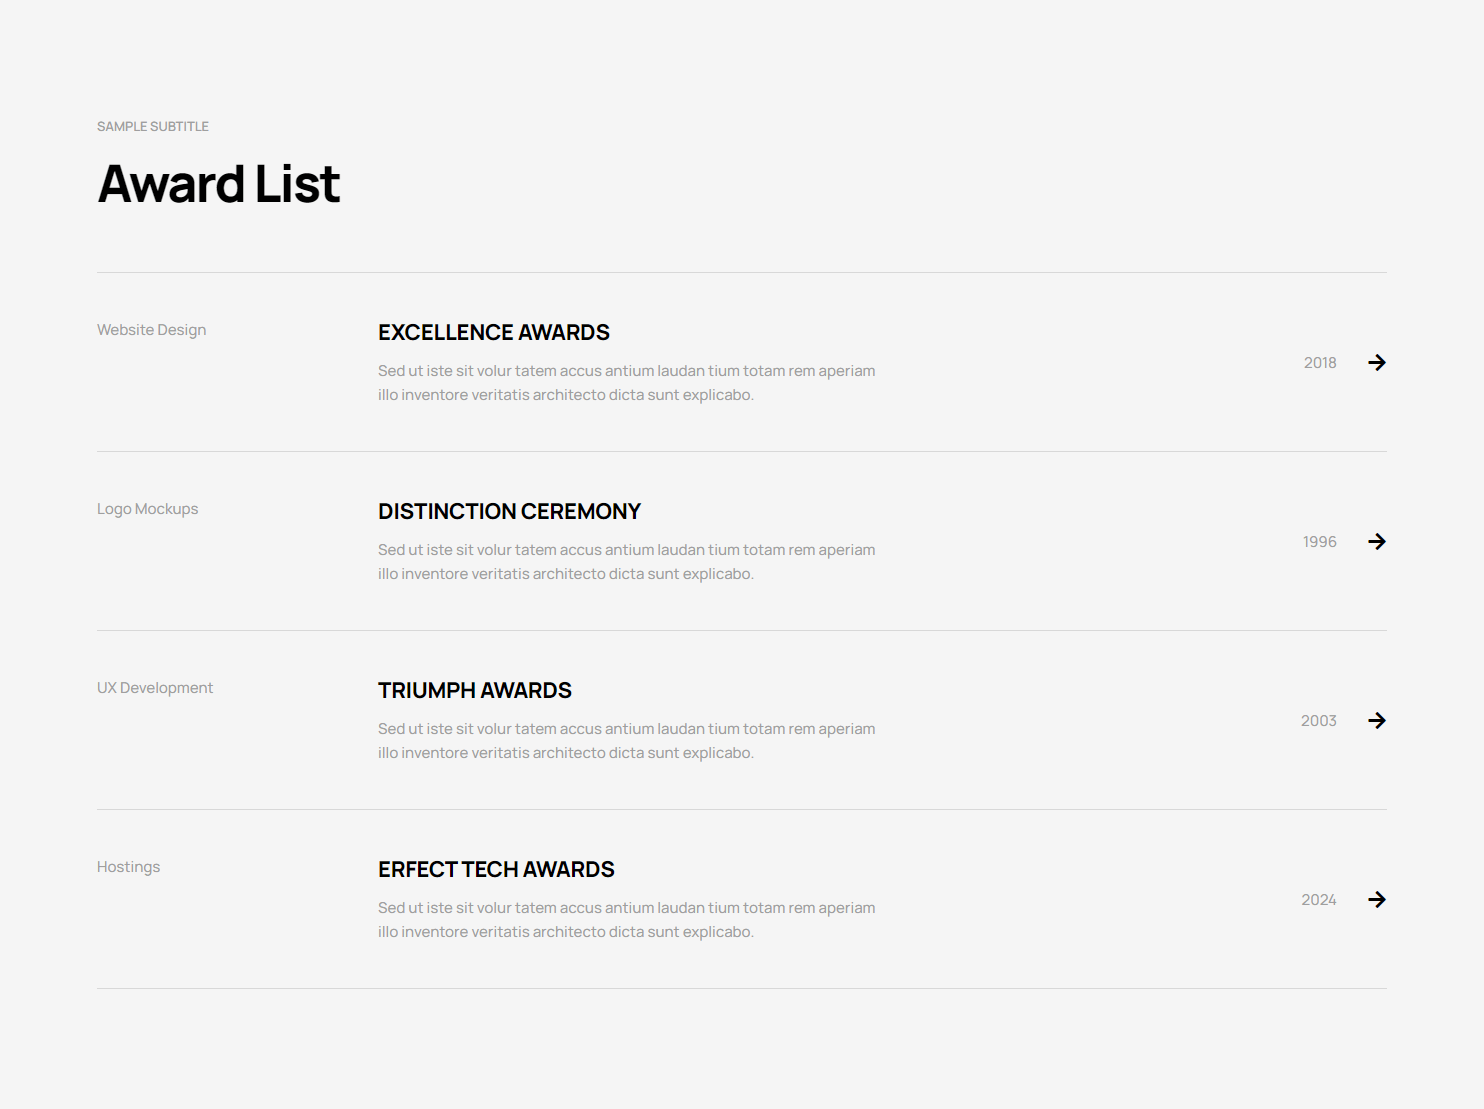 SAMPLE SUBTITLE
Award List
Website Design
EXCELLENCE AWARDS
Sed ut iste sit volur tatem accus antium laudan tium totam rem aperiam
illo inventore veritatis architecto dicta sunt explicabo.
2018
Logo Mockups
DISTINCTION CEREMONY
Sed ut iste sit volur tatem accus antium laudan tium totam rem aperiam
illo inventore veritatis architecto dicta sunt explicabo.
1996
UX Development
TRIUMPH AWARDS
Sed ut iste sit volur tatem accus antium laudan tium totam rem aperiam
illo inventore veritatis architecto dicta sunt explicabo.
2003
Hostings
ERFECT TECH AWARDS
Sed ut iste sit volur tatem accus antium laudan tium totam rem aperiam
illo inventore veritatis architecto dicta sunt explicabo.
2024